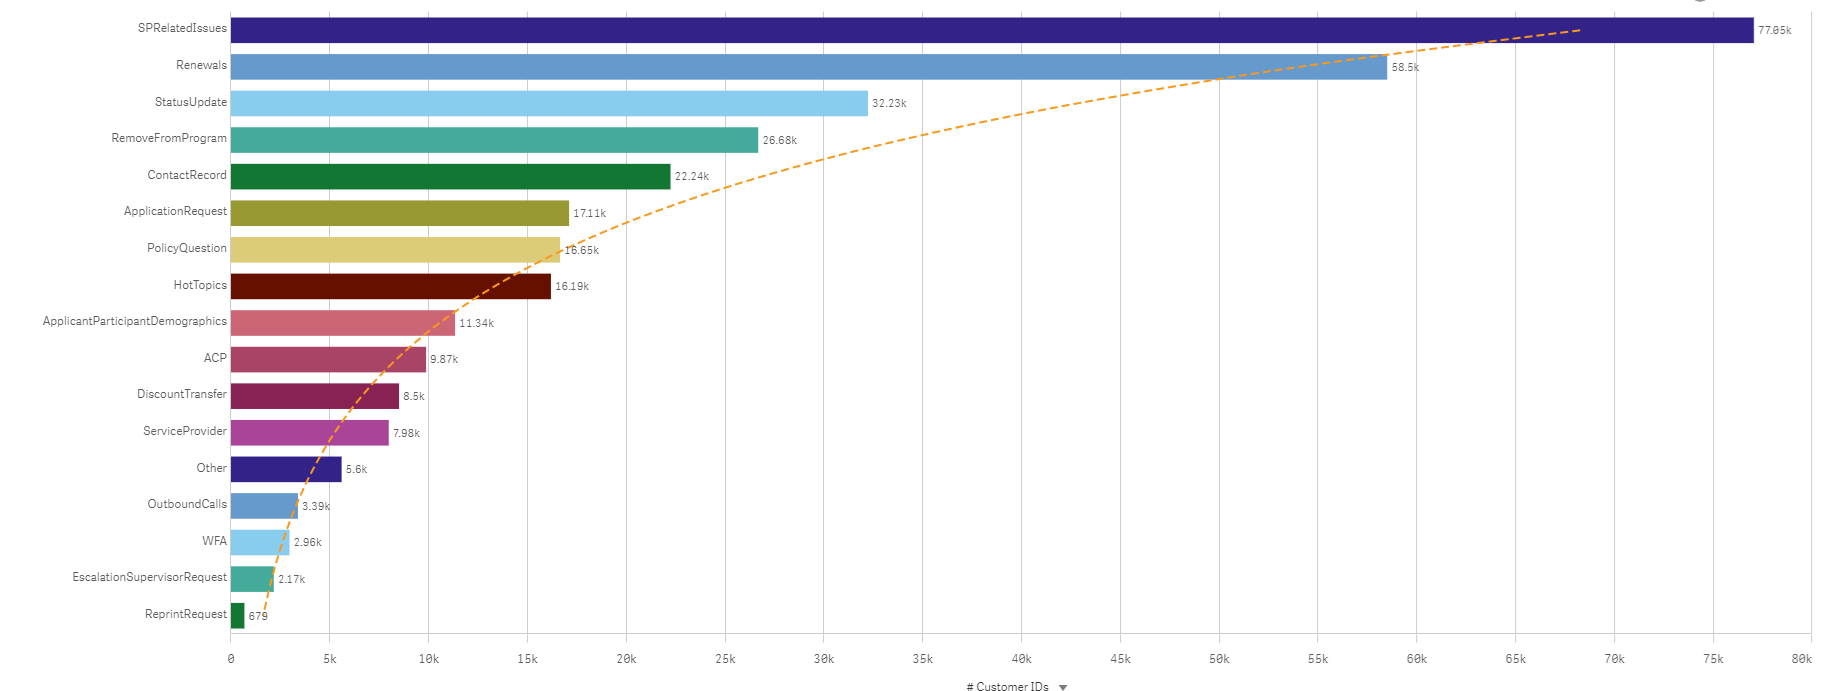 SPRelatedIssues 77.05k
Renewals 58.5k
StatusUpdate 32.23k
RemoveFromProgram 26.68k
ContactRecord 22.24k
ApplicationRequest 17.11k
PolicyQuestion 16.65k
HotTopics 16.19k
ApplicantParticipantDemographics 11.34k
ACP 9.87k
DiscountTransfer 8.5k
ServiceProvider 7.98k
Other 5.6k
OutboundCalls 3.39k
WFA 2.96k
EscalationSupervisorRequest 2.17k
ReprintRequest 679
0 5k 10k 15k 20k 25k 30k 35k 40k 45k 50k 55k 60k 65k 70k 75k 80k
# Customer IDs